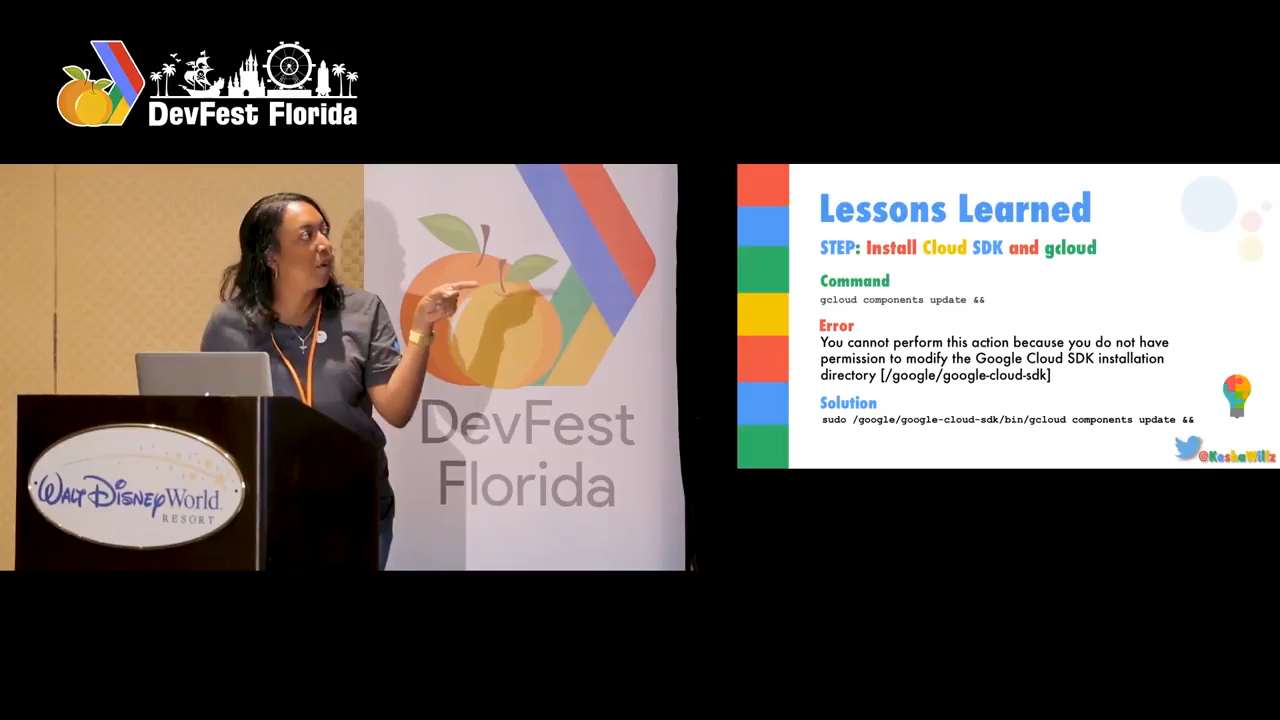 DevFest Florida
DevFest
Florida
WALT DISNEY World
RESORT
Lessons Learned
STEP: Install Cloud SDK and gcloud
Command
gcloud components update &&
Error
You cannot perform this action because you do not have
permission to modify the Google Cloud SDK installation
directory [/google/google-cloud-sdk]
Solution
sudo /google/google-cloud-sdk/bin/gcloud components update &&
@KeshaWillz